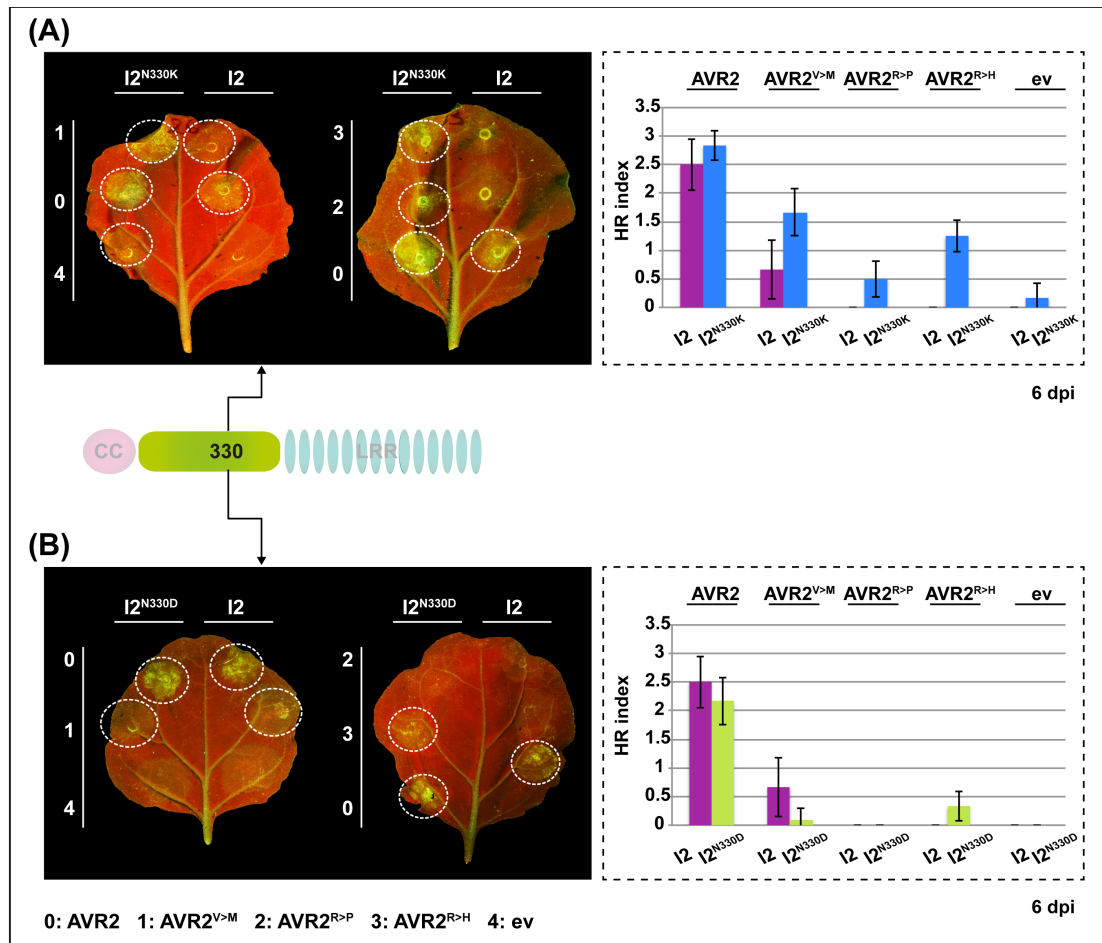 (A)
I2N330K I2 I2N330K I2
1
0
4
3
2
0
AVR2 AVR2V>M AVR2R>P AVR2R>H ev
HR index
3.5
3
2.5
2
1.5
1
0.5
0
I2 I2N330K I2 I2N330K I2 I2N330K I2 I2N330K I2 I2N330K
6 dpi
CC 330 LRR
(B)
I2N330D I2 I2N330D I2
0
1
4
2
3
0
AVR2 AVR2V>M AVR2R>P AVR2R>H ev
HR index
3.5
3
2.5
2
1.5
1
0.5
0
I2 I2N330D I2 I2N330D I2 I2N330D I2 I2N330D I2 I2N330D
6 dpi
0: AVR2 1: AVR2V>M 2: AVR2R>P 3: AVR2R>H 4: ev